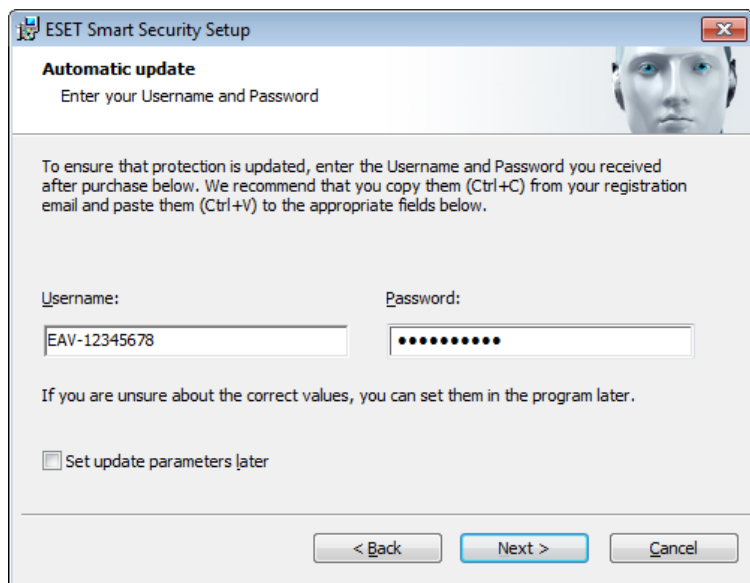 ESET Smart Security Setup
Automatic update
Enter your Username and Password
To ensure that protection is updated, enter the Username and Password you received
after purchase below. We recommend that you copy them (Ctrl+C) from your registration
email and paste them (Ctrl+V) to the appropriate fields below.
Username: Password:
EAV-12345678 ●●●●●●●●●●
If you are unsure about the correct values, you can set them in the program later.
Set update parameters later
< Back Next > Cancel